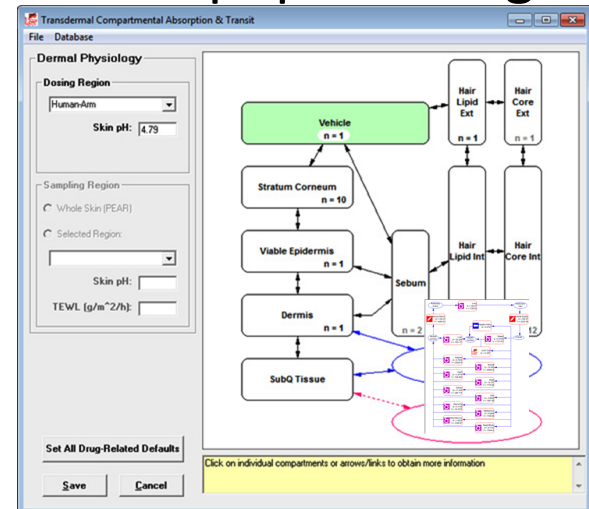 Transdermal Compartmental Absorption & Transit
File Database
Dermal Physiology
Dosing Region
Human-Arm
Skin pH: 4.79
Sampling Region
Whole Skin (PEAR)
Selected Region:
Skin pH:
TEWL (g/m^2/h):
Set All Drug-Related Defaults
Save Cancel
Vehicle
n = 1
Hair
Lipid
Ext
n = 1
Hair
Core
Ext
n = 1
Stratum Corneum
n = 10
Viable Epidermis
n = 1
Dermis
n = 1
SubQ Tissue
Sebum
n = 2
Hair
Lipid Int
Hair
Core Int
12
Click on individual compartments or arrows/links to obtain more information